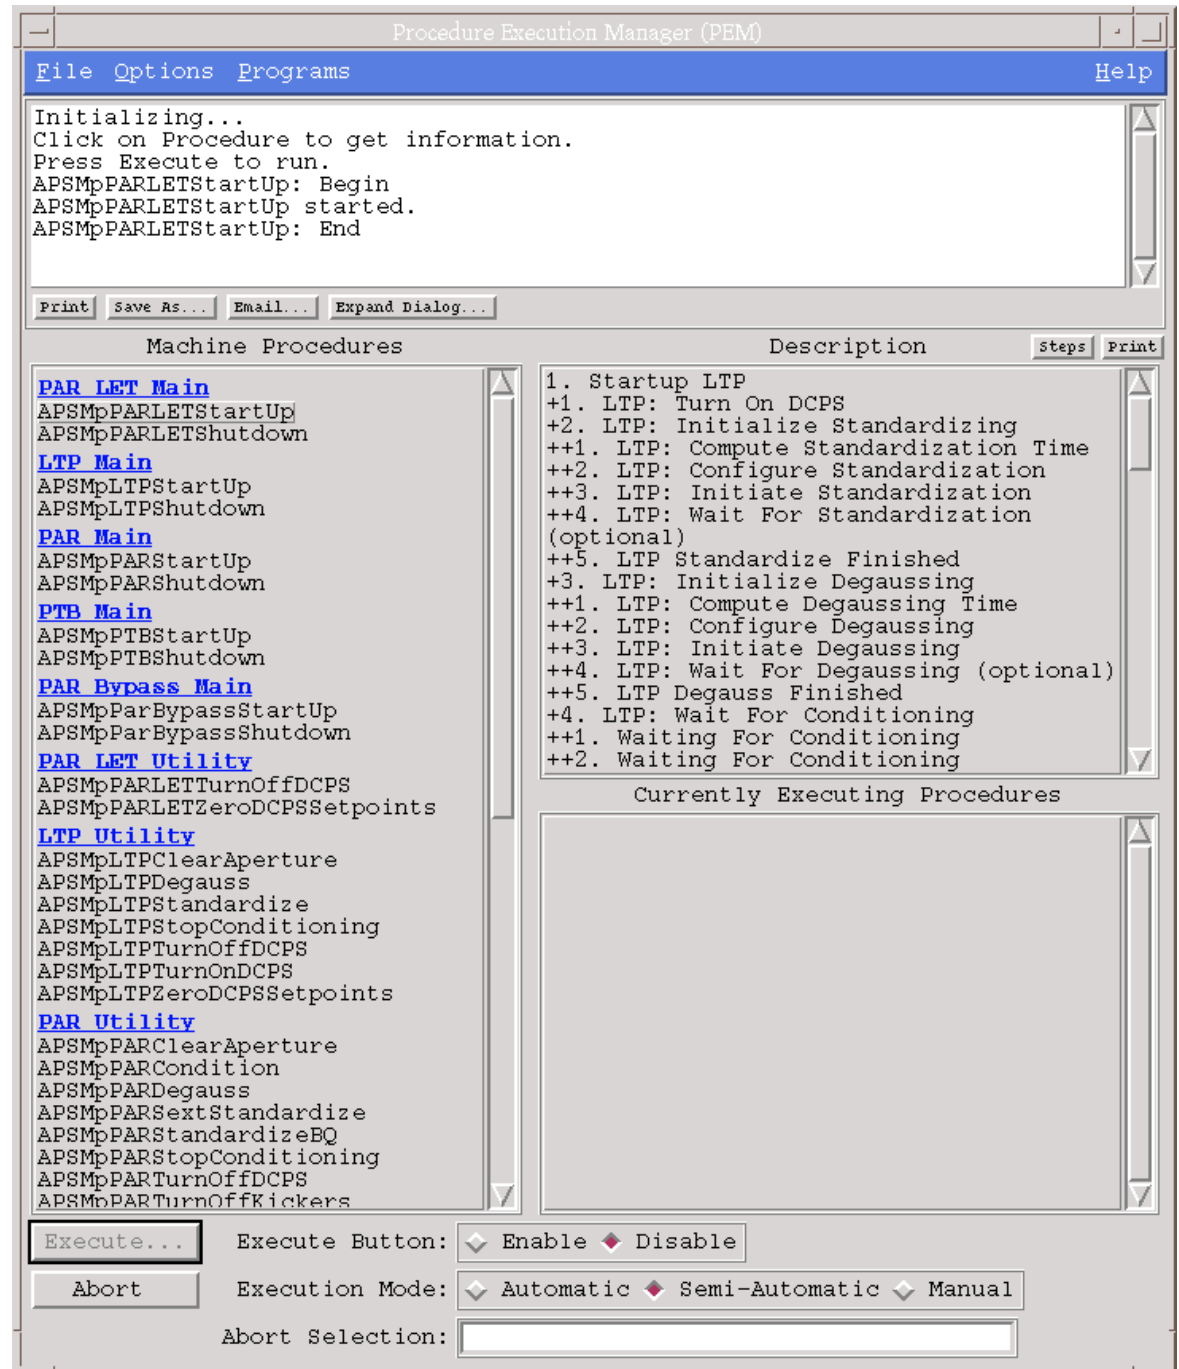 Procedure Execution Manager (PEM)
File Options Programs Help
Initializing...
Click on Procedure to get information.
Press Execute to run.
APSMpPARLETStartUp: Begin
APSMpPARLETStartUp started.
APSMpPARLETStartUp: End
Print Save As... Email... Expand Dialog...
Machine Procedures
PAR LET Main
APSMpPARLETStartUp
APSMpPARLETShutdown
LTP Main
APSMpLTPStartUp
APSMpLTPShutdown
PAR Main
APSMpPARStartUp
APSMpPARShutdown
PTB Main
APSMpPTBStartUp
APSMpPTBShutdown
PAR Bypass Main
APSMpParBypassStartUp
APSMpParBypassShutdown
PAR LET Utility
APSMpPARLETTurnOffDCPS
APSMpPARLETZeroDCPSSetpoints
LTP Utility
APSMpLTPClearAperture
APSMpLTPDegauss
APSMpLTPStandardize
APSMpLTPStopConditioning
APSMpLTPTurnOffDCPS
APSMpLTPTurnOnDCPS
APSMpLTPZeroDCPSSetpoints
PAR Utility
APSMpPARClearAperture
APSMpPARCondition
APSMpPARDegauss
APSMpPARSextStandardize
APSMpPARStandardizeBQ
APSMpPARStopConditioning
APSMpPARTurnOffDCPS
APSMpPARTurnOffKickers
Description Steps Print
1. Startup LTP
+1. LTP: Turn On DCPS
+2. LTP: Initialize Standardizing
++1. LTP: Compute Standardization Time
++2. LTP: Configure Standardization
++3. LTP: Initiate Standardization
++4. LTP: Wait For Standardization
(optional)
++5. LTP Standardize Finished
+3. LTP: Initialize Degaussing
++1. LTP: Compute Degaussing Time
++2. LTP: Configure Degaussing
++3. LTP: Initiate Degaussing
++4. LTP: Wait For Degaussing (optional)
++5. LTP Degauss Finished
+4. LTP: Wait For Conditioning
++1. Waiting For Conditioning
++2. Waiting For Conditioning
Currently Executing Procedures
Execute... Execute Button: Enable Disable
Abort Execution Mode: Automatic Semi-Automatic Manual
Abort Selection: